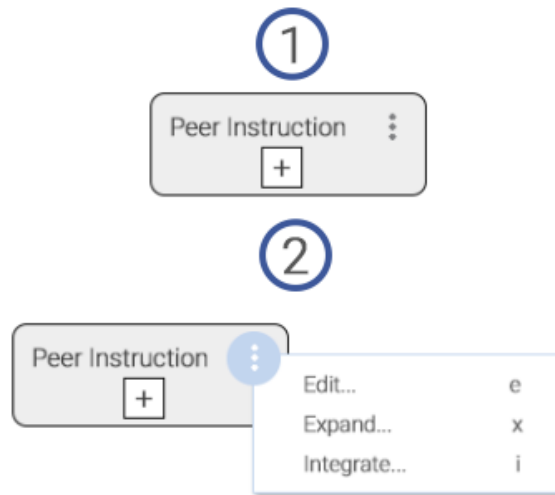 1
Peer Instruction
+
2
Peer Instruction
+
Edit... e
Expand... x
Integrate... i